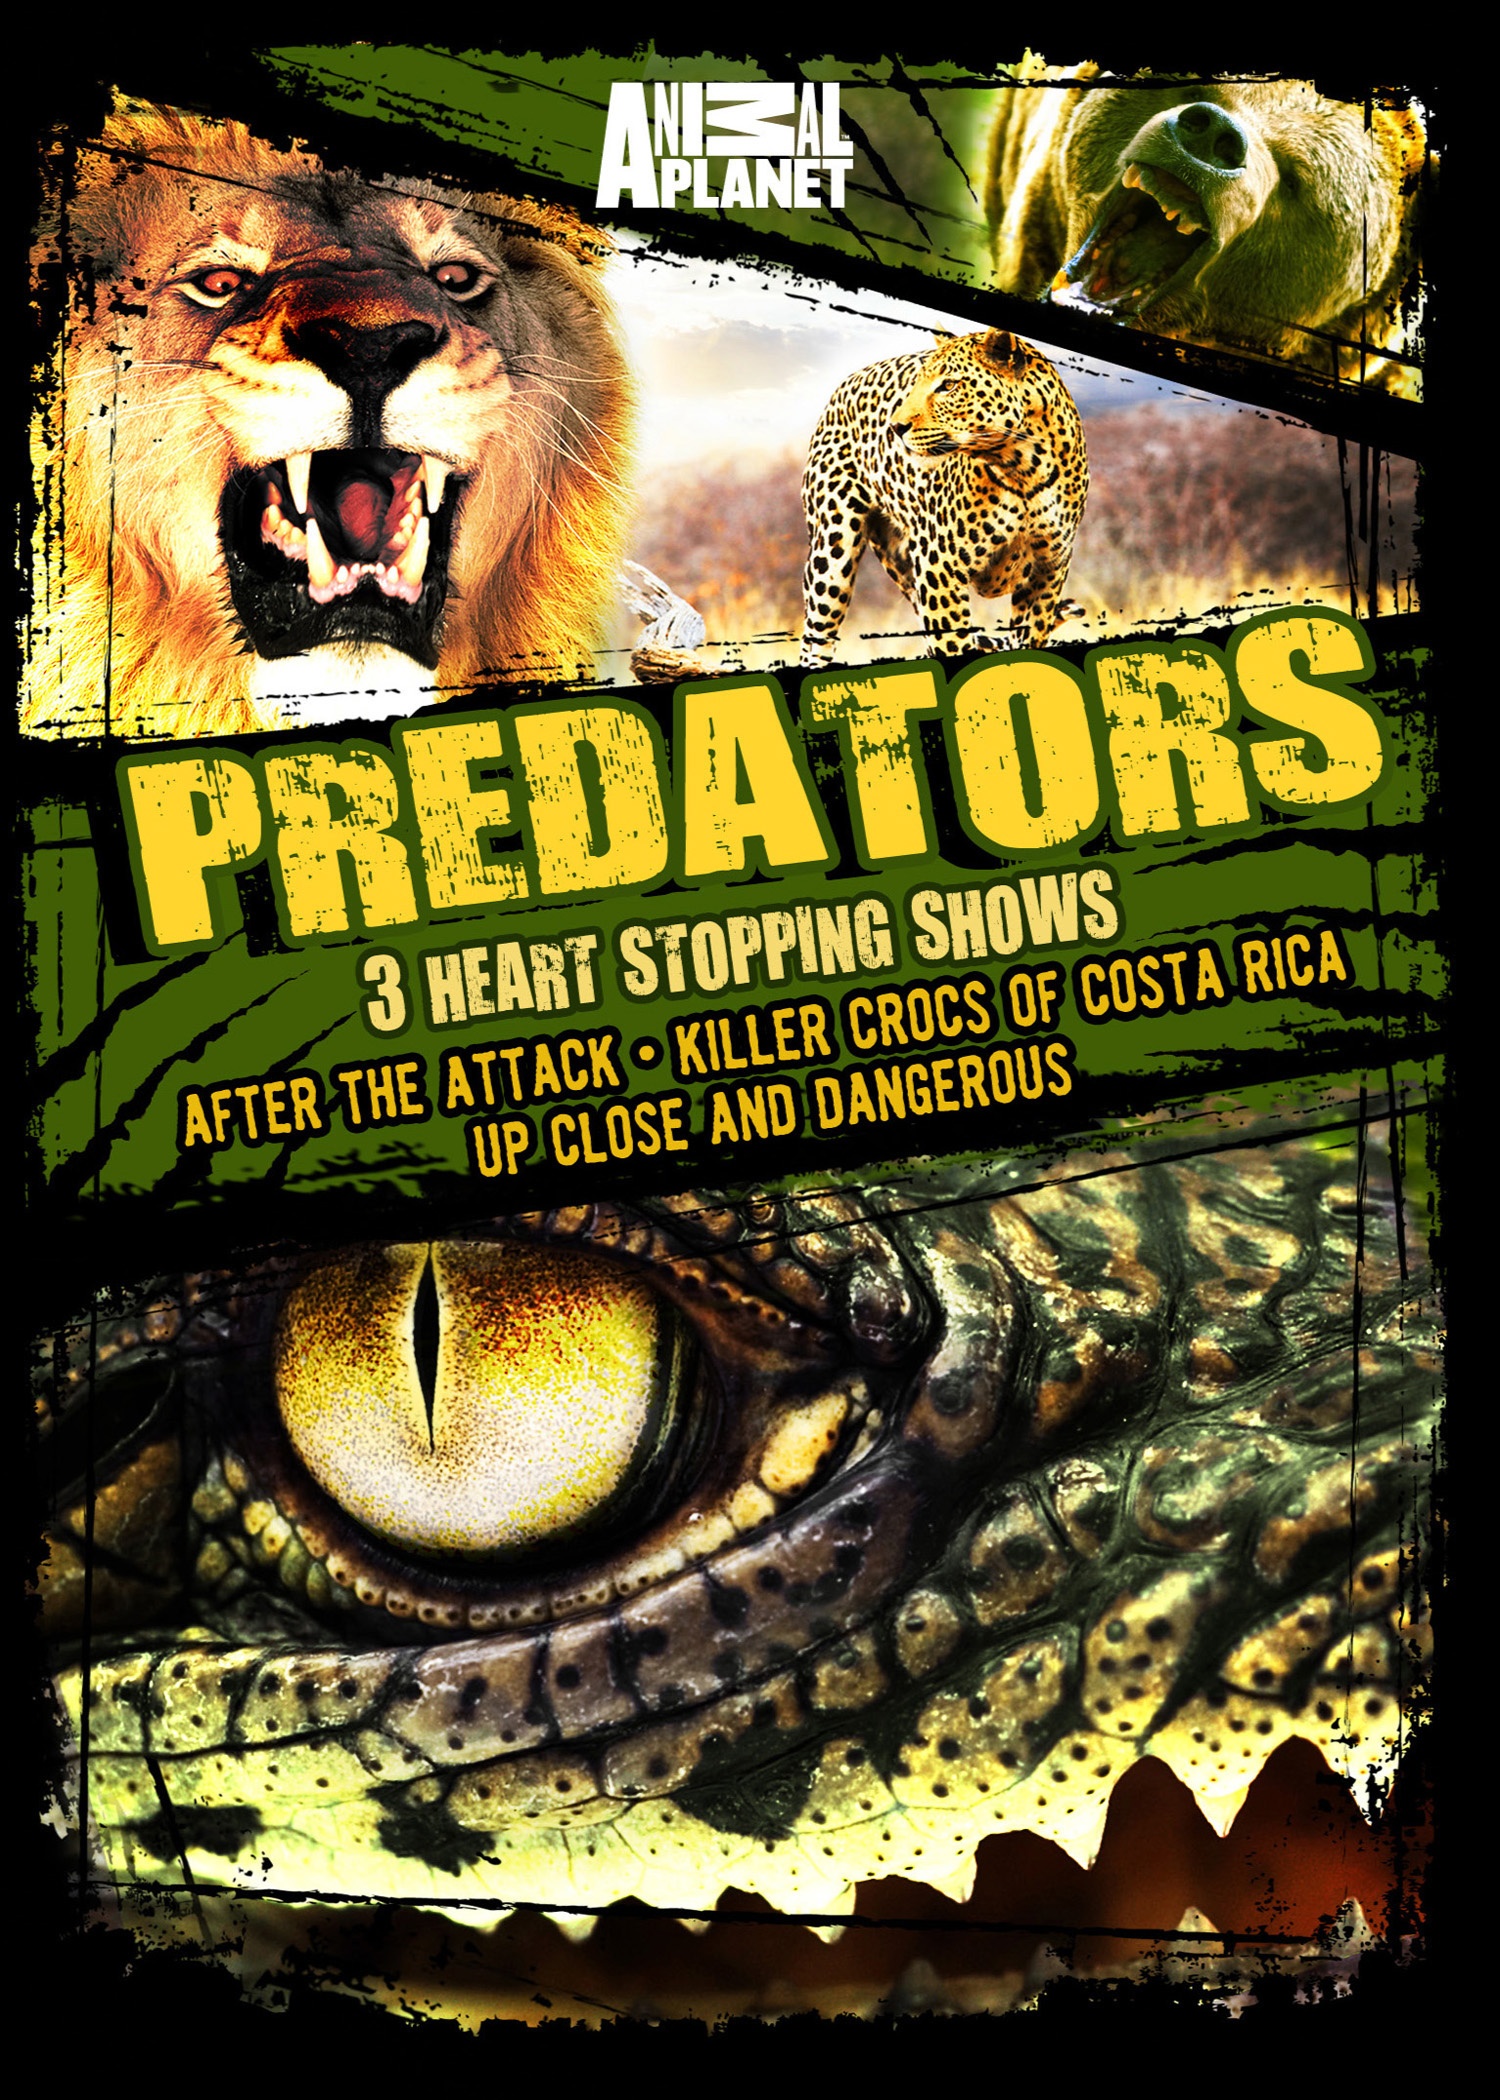 ANIMAL
PLANET
PREDATORS
3 HEART STOPPING SHOWS
AFTER THE ATTACK • KILLER CROCS OF COSTA RICA
UP CLOSE AND DANGEROUS